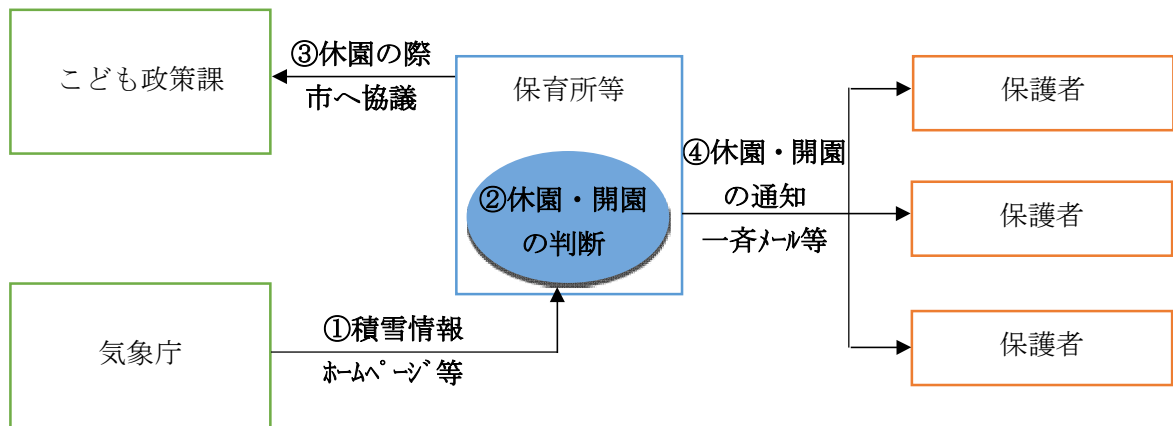 こども政策課
③休園の際
市へ協議
保育所等
②休園・開園
の判断
④休園・開園
の通知
一斉ﾒｰﾙ等
保護者
保護者
保護者
気象庁
①積雪情報
ﾎｰﾑﾍﾟｰｼﾞ等